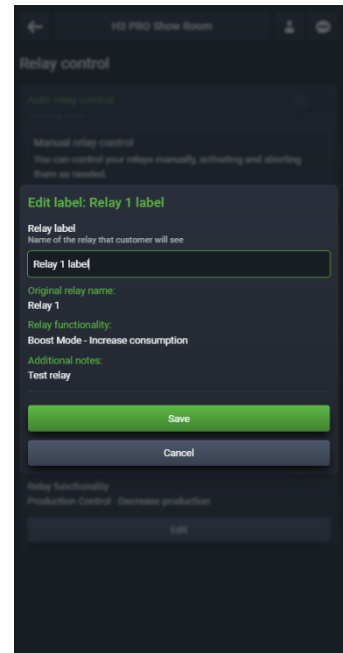 H3 PRO Show Room
Relay control
Auto relay control
Manual relay control
You can control your relays manually, activating and aborting
them as needed.
Edit label: Relay 1 label
Relay label
Name of the relay that customer will see
Relay 1 label
Original relay name:
Relay 1
Relay functionality:
Boost Mode - Increase consumption
Additional notes:
Test relay
Save
Cancel
Relay functionality
Production Control - Decrease production
Edit